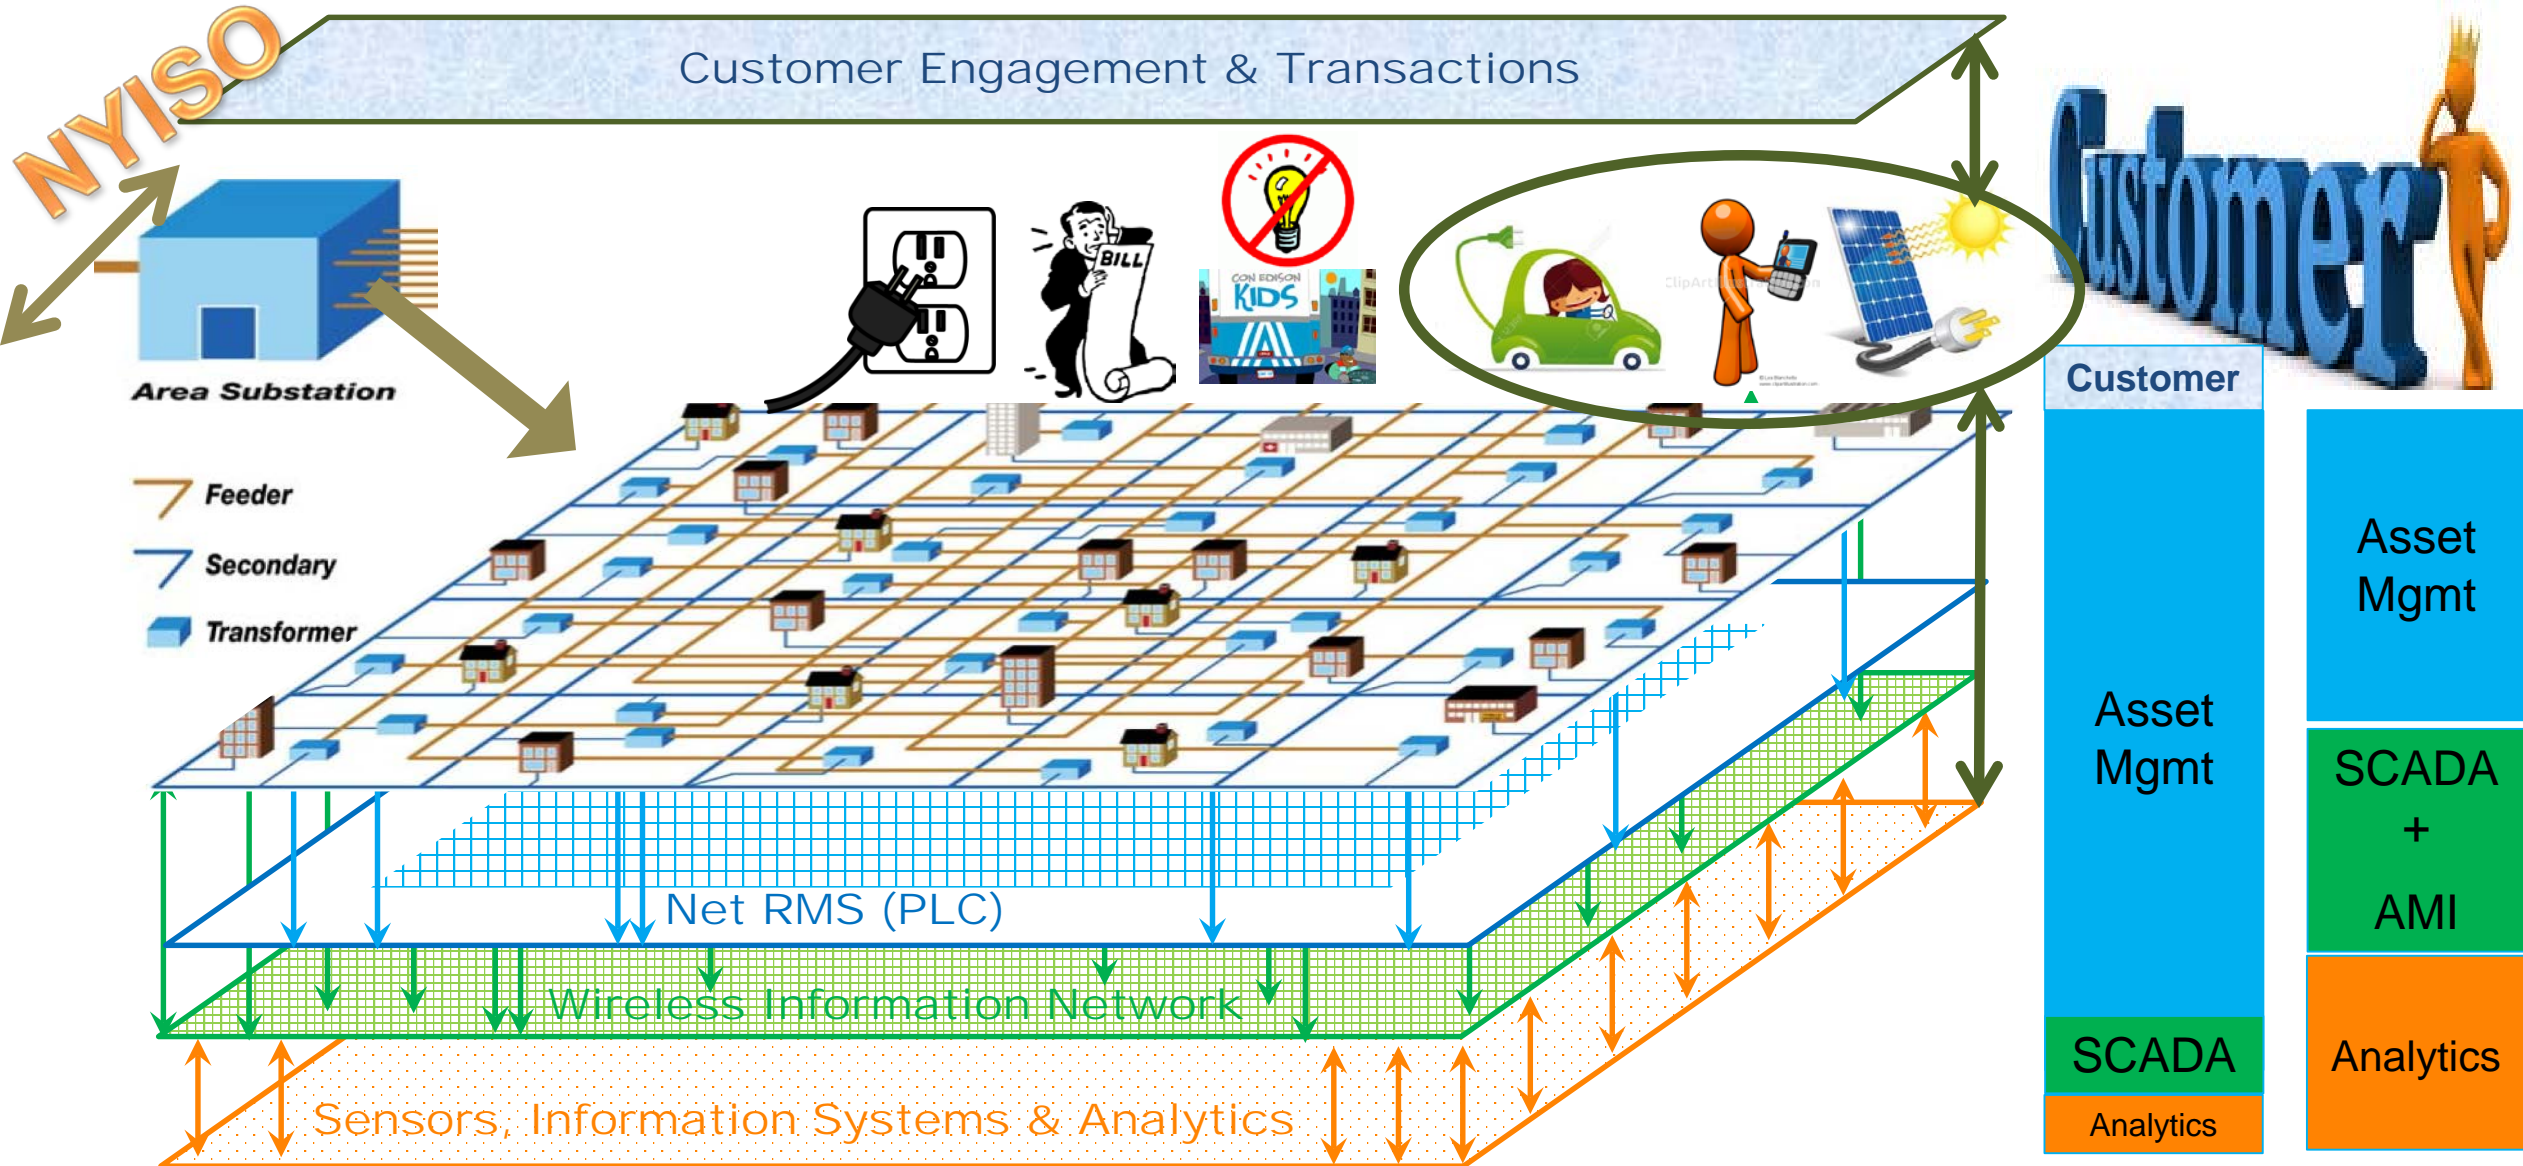 NYISO
Customer Engagement & Transactions
Customer
BILL
CON EDISON
KIDS
Area Substation
Feeder
Secondary
Transformer
Net RMS (PLC)
Wireless Information Network
Sensors, Information Systems & Analytics
Customer
Asset
Mgmt
SCADA
Analytics
Asset
Mgmt
SCADA
+
AMI
Analytics